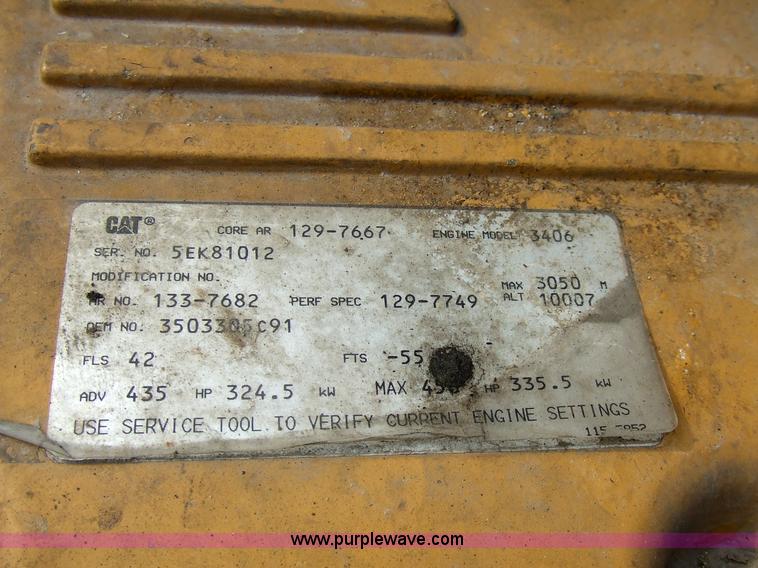 CAT® CORE AR 129-7667 ENGINE MODEL 3406
SER. NO. 5EK81012
MODIFICATION NO.
AR NO. 133-7682 PERF SPEC 129-7749 MAX ALT 3050 M 10007
OEM NO. 3503305C91
FLS 42 FTS -55
ADV 435 HP 324.5 kW MAX HP 335.5 kW
USE SERVICE TOOL TO VERIFY CURRENT ENGINE SETTINGS
www.purplewave.com